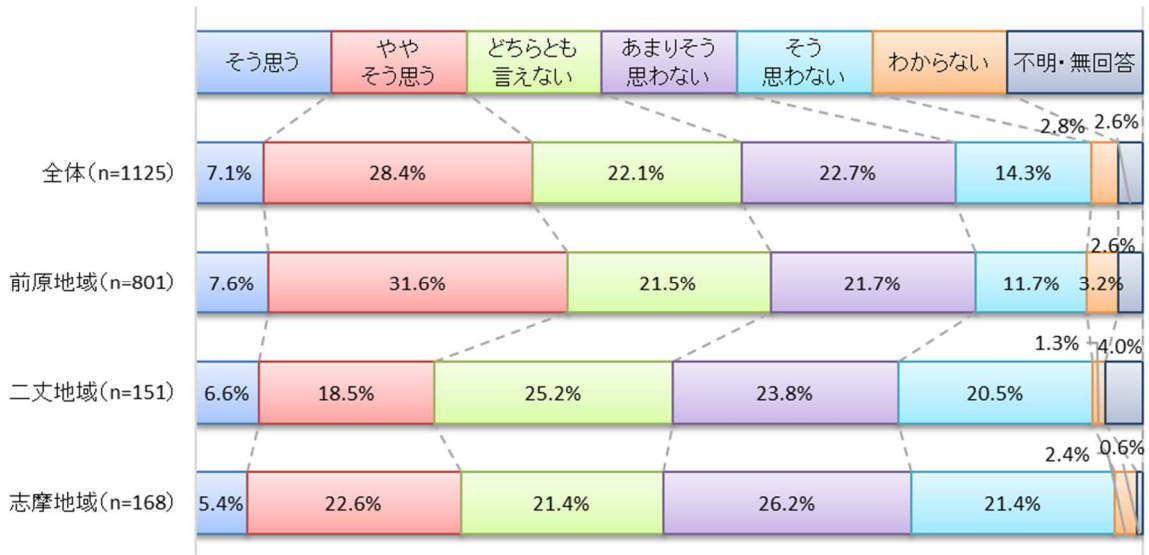 そう思う
やや
そう思う
どちらとも
言えない
あまりそう
思わない
そう
思わない
わからない
不明・無回答
2.8% 2.6%
全体(n=1125) 7.1% 28.4% 22.1% 22.7% 14.3%
2.6%
前原地域(n=801) 7.6% 31.6% 21.5% 21.7% 11.7% 3.2%
1.3% 4.0%
二丈地域(n=151) 6.6% 18.5% 25.2% 23.8% 20.5%
2.4% 0.6%
志摩地域(n=168) 5.4% 22.6% 21.4% 26.2% 21.4%